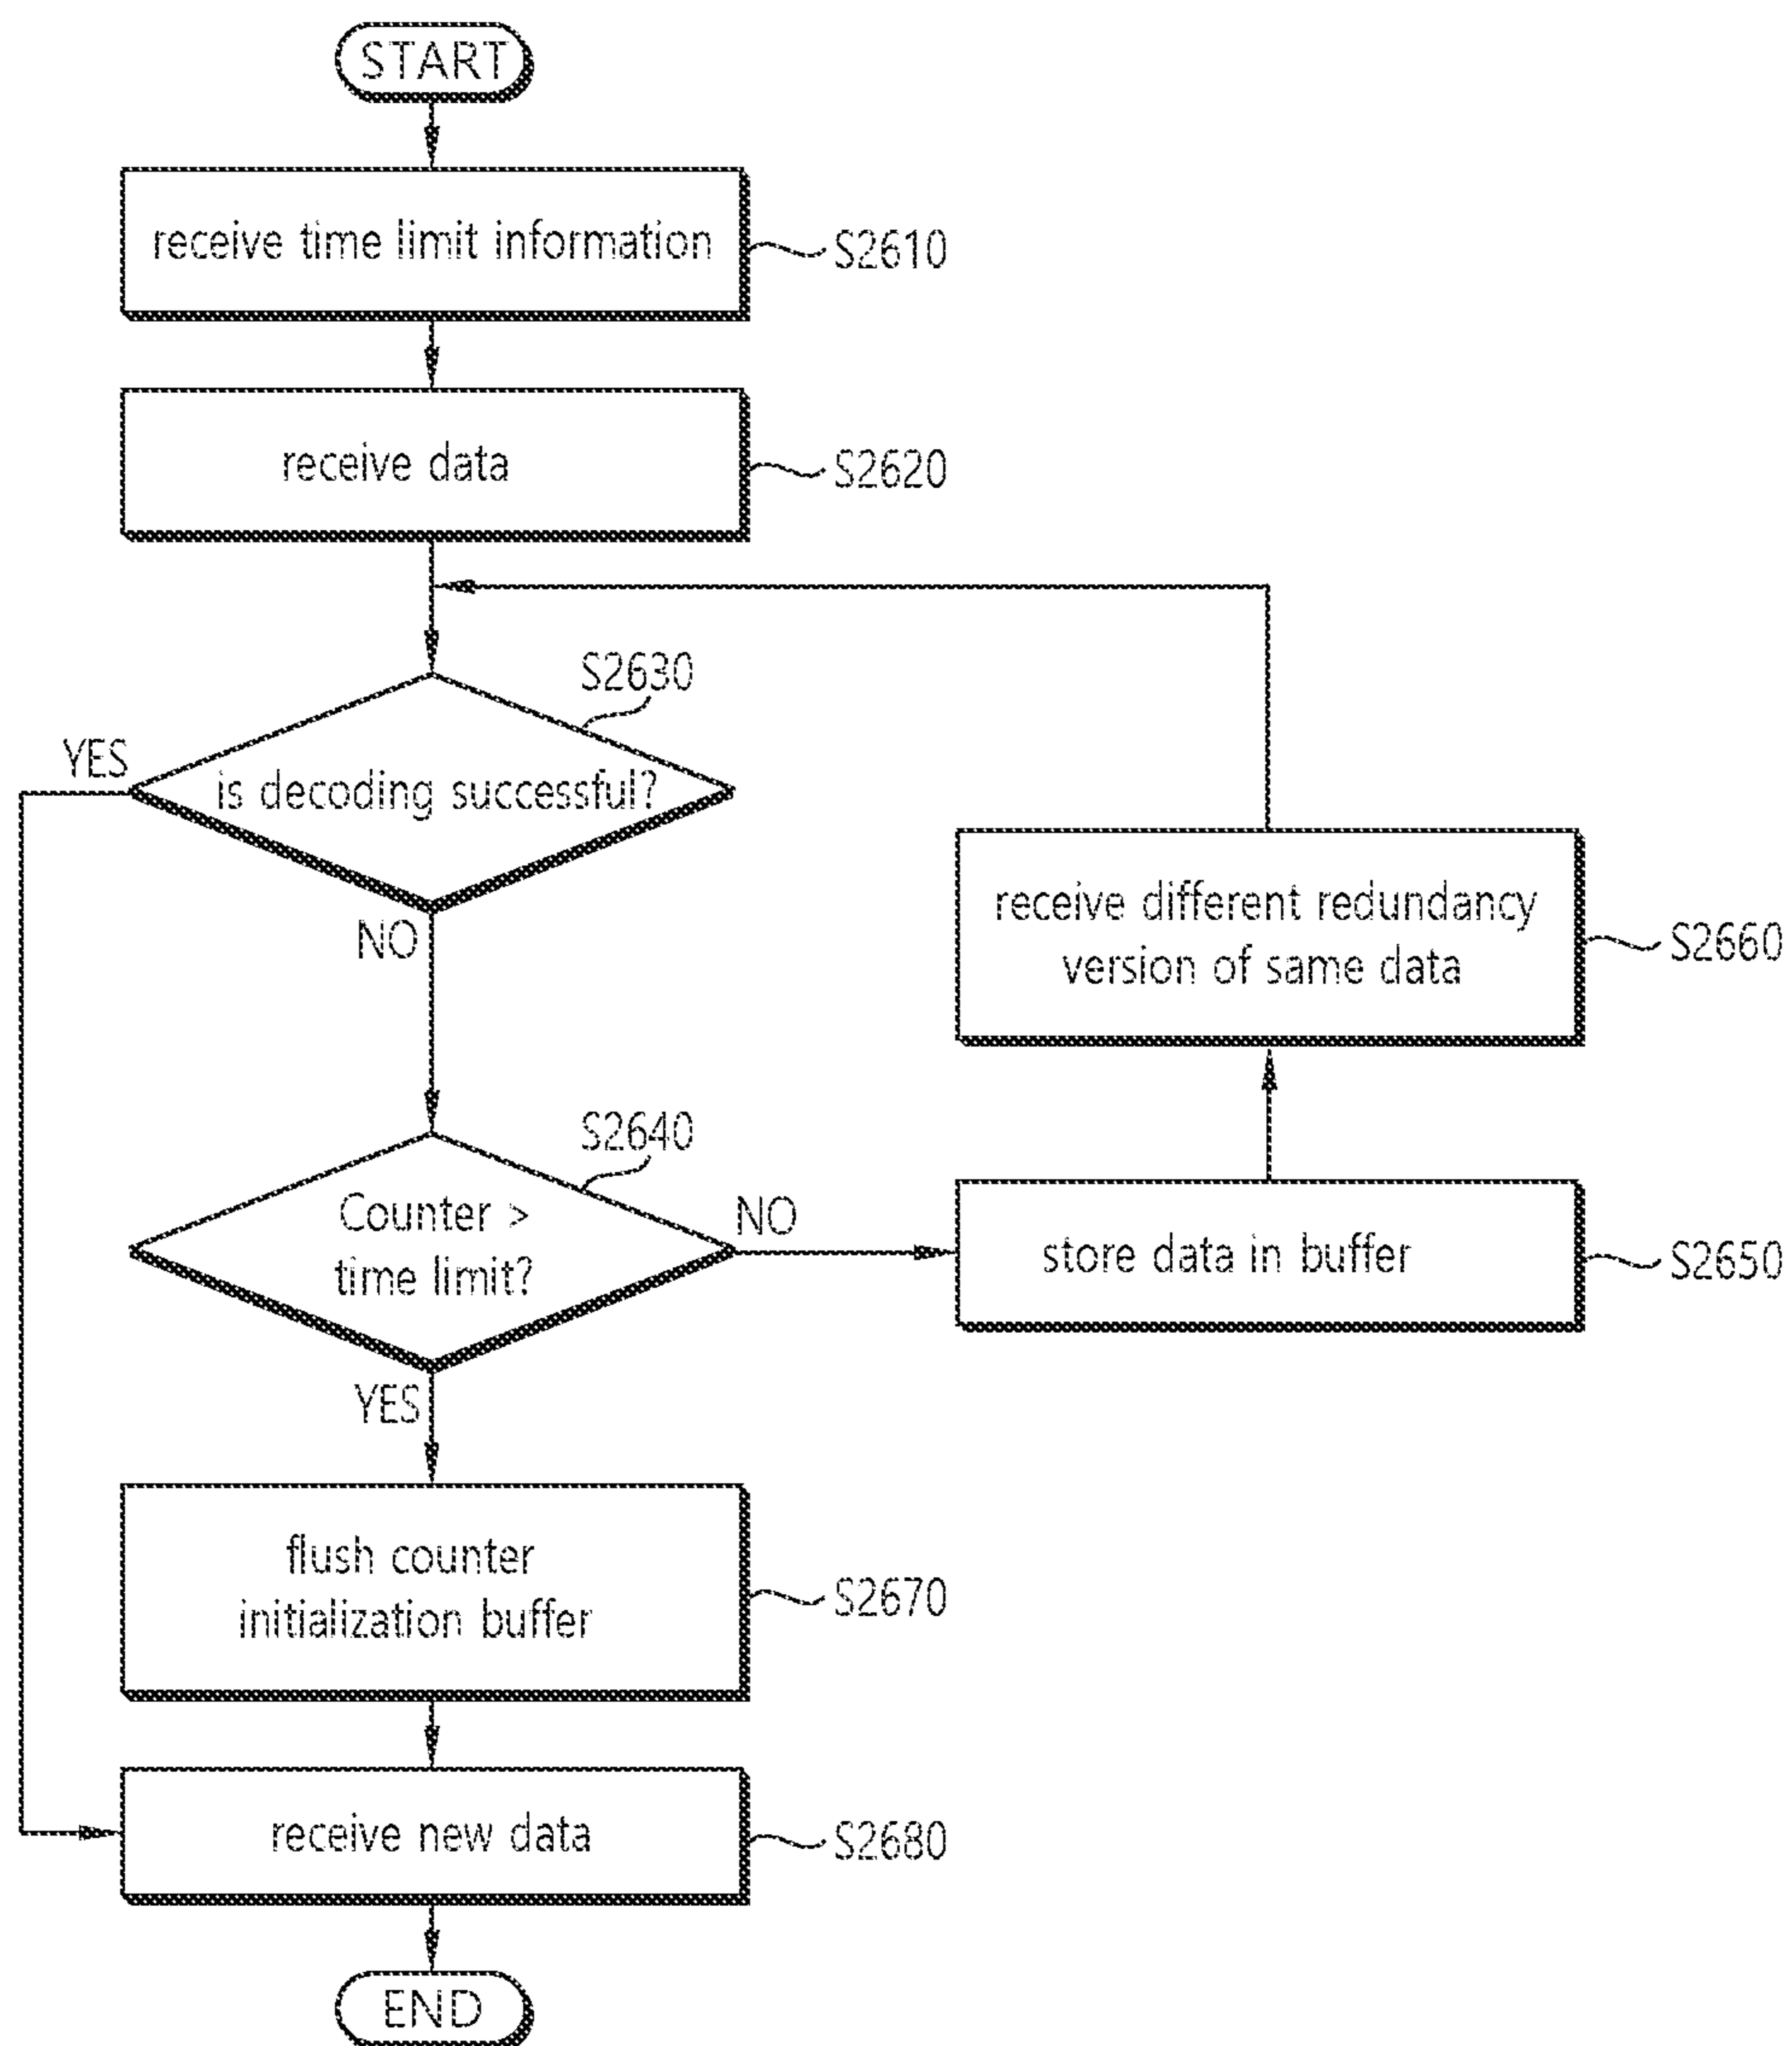 START
receive time limit information
S2610
receive data
S2620
S2630
YES
is decoding successful?
NO
receive different redundancy
version of same data
S2660
S2640
Counter >
time limit?
NO
store data in buffer
S2650
YES
flush counter
initialization buffer
S2670
receive new data
S2680
END